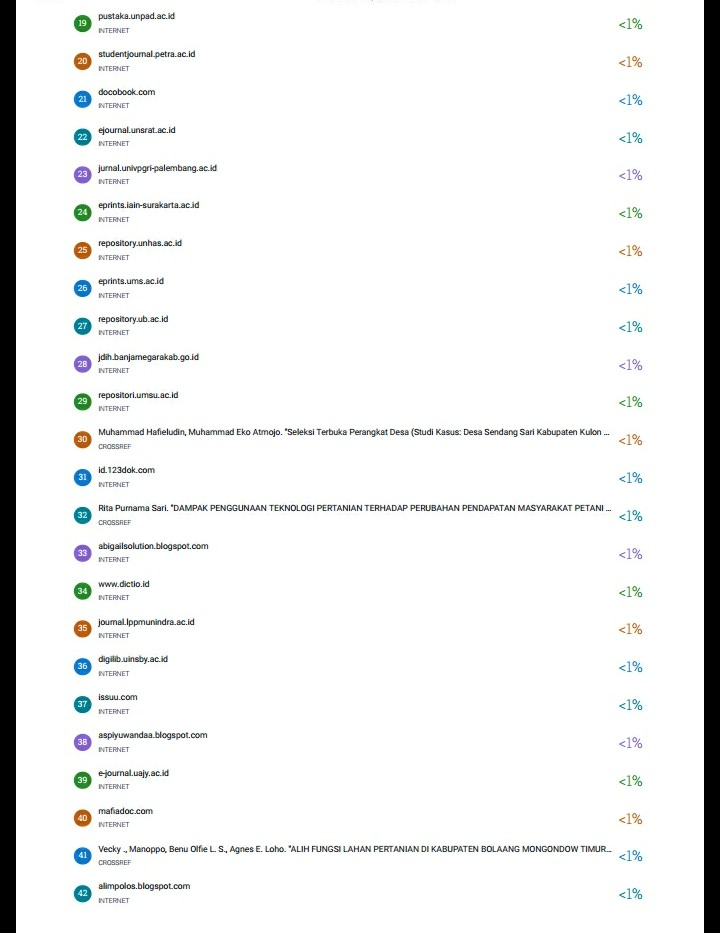 19 pustaka.unpad.ac.id <1%
INTERNET
20 studentjournal.petra.ac.id <1%
INTERNET
21 docobook.com <1%
INTERNET
22 ejournal.unsrat.ac.id <1%
INTERNET
23 jurnal.univpgri-palembang.ac.id <1%
INTERNET
24 eprints.iain-surakarta.ac.id <1%
INTERNET
25 repository.unhas.ac.id <1%
INTERNET
26 eprints.ums.ac.id <1%
INTERNET
27 repository.ub.ac.id <1%
INTERNET
28 jdih.banjarnegarakab.go.id <1%
INTERNET
29 repositori.umsu.ac.id <1%
INTERNET
30 Muhammad Hafieludin, Muhammad Eko Atmojo. "Seleksi Terbuka Perangkat Desa (Studi Kasus: Desa Sendang Sari Kabupaten Kulon ... <1%
CROSSREF
31 id.123dok.com <1%
INTERNET
32 Rita Purnama Sari. "DAMPAK PENGGUNAAN TEKNOLOGI PERTANIAN TERHADAP PERUBAHAN PENDAPATAN MASYARAKAT PETANI ... <1%
CROSSREF
33 abigailsolution.blogspot.com <1%
INTERNET
34 www.dictio.id <1%
INTERNET
35 journal.lppmunindra.ac.id <1%
INTERNET
36 digilib.uinsby.ac.id <1%
INTERNET
37 issuu.com <1%
INTERNET
38 aspiyuwandaa.blogspot.com <1%
INTERNET
39 e-journal.uajy.ac.id <1%
INTERNET
40 mafiadoc.com <1%
INTERNET
41 Vecky ., Manoppo, Benu Olfie L. S., Agnes E. Loho. "ALIH FUNGSI LAHAN PERTANIAN DI KABUPATEN BOLAANG MONGONDOW TIMUR... <1%
CROSSREF
42 alimpolos.blogspot.com <1%
INTERNET